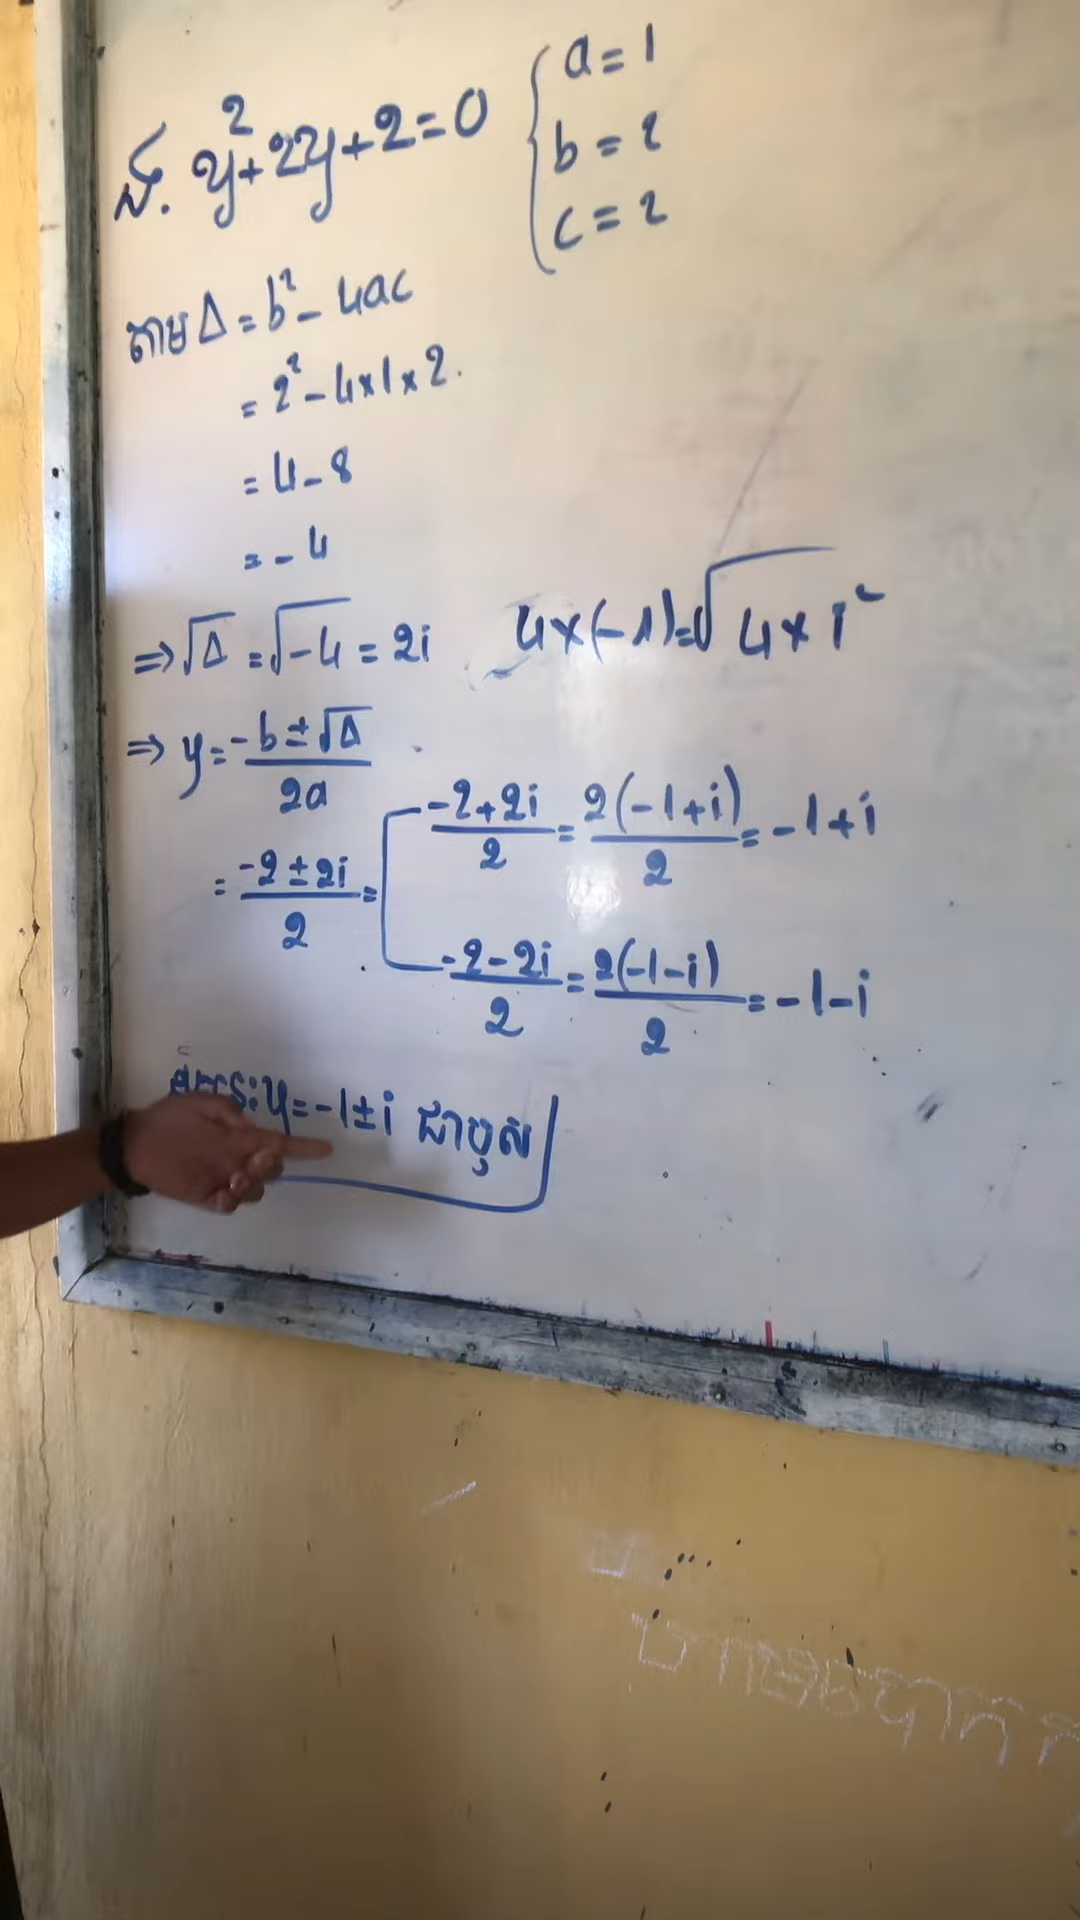 ង. y²+2y+2=0 { a=1
b=2
c=2
តាម Δ=b²-4ac
=2²-4×1×2.
=4-8
=-4
⇒√Δ=√-4=2i 4×(-1)=√4×i²
⇒ y=(-b±√Δ)/2a
=(-2±2i)/2= (-2+2i)/2=2(-1+i)/2=-1+i
(-2-2i)/2=2(-1-i)/2=-1-i
y=-1±i ជាឫស